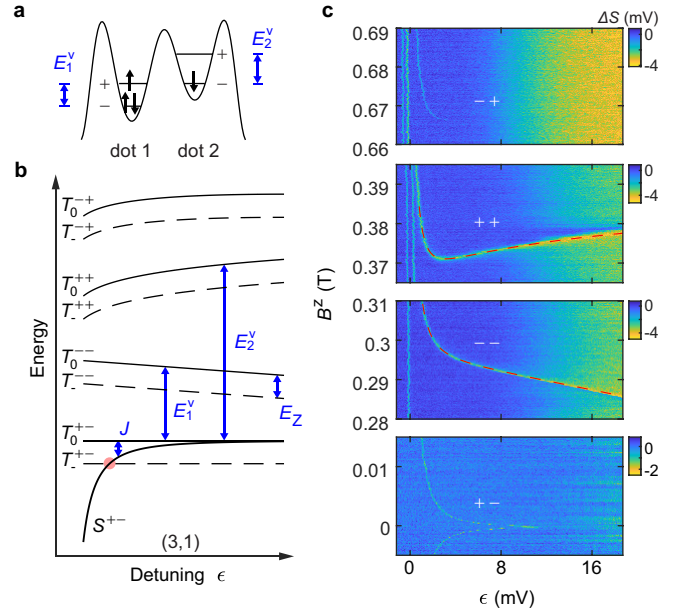 a
E₁ᵛ
+
−
+
−
E₂ᵛ
dot 1
dot 2
b
Energy
T₀⁻⁺
T₋⁻⁺
T₀⁺⁺
T₋⁺⁺
T₀⁻⁻
T₋⁻⁻
T₀⁺⁻
T₋⁺⁻
S⁺⁻
J
E₁ᵛ
E₂ᵛ
E_Z
(3,1)
Detuning ϵ
c
ΔS (mV)
0.69
0.68
0.67
0.66
− +
0
−4
0.39
0.38
0.37
+ +
0
−4
0.31
0.3
0.29
0.28
− −
0
−4
0.01
0
+ −
0
−2
Bᶻ (T)
0
8
16
ϵ (mV)